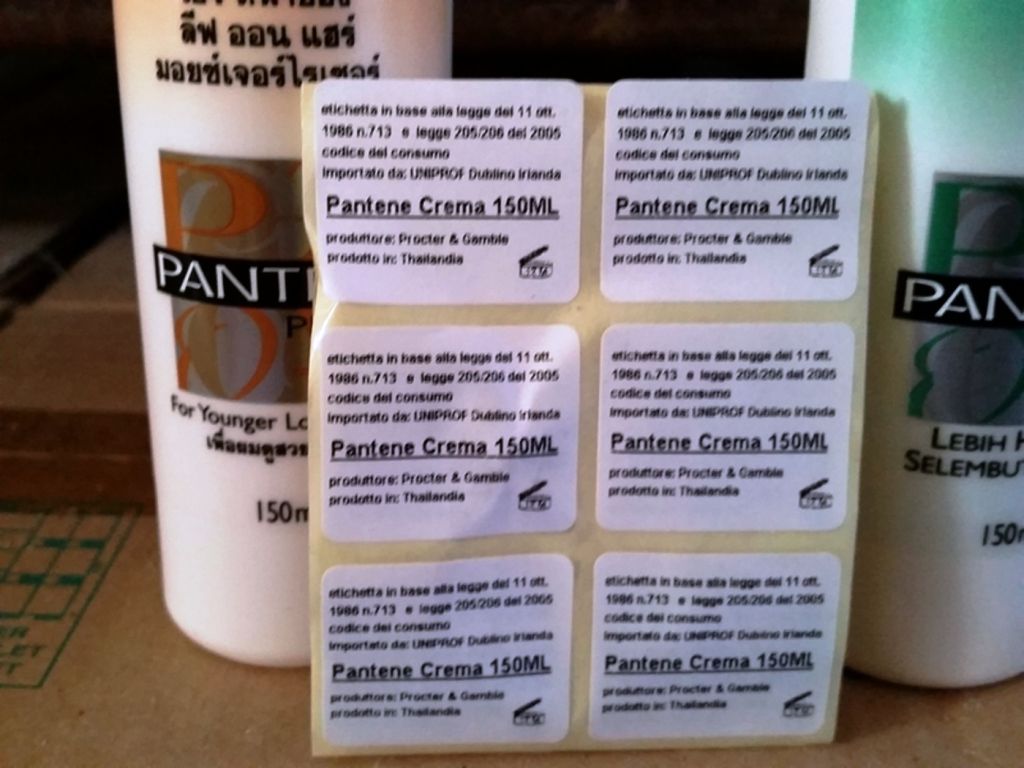 ลีฟ ออน แฮร์
มอยซ์เจอร์ไรเซอร์
PANT
For Younger Lo
เพื่อผมดูสวย
150m
etichetta in base alla legge del 11 ott.
1986 n.713 e legge 205/206 del 2005
codice del consumo
importato da: UNIPROF Dublino Irlanda
Pantene Crema 150ML
produttore: Procter & Gamble
prodotto in: Thailandia
etichetta in base alla legge del 11 ott.
1986 n.713 e legge 205/206 del 2005
codice del consumo
importato da: UNIPROF Dublino Irlanda
Pantene Crema 150ML
produttore: Procter & Gamble
prodotto in: Thailandia
etichetta in base alla legge del 11 ott.
1986 n.713 e legge 205/206 del 2005
codice del consumo
importato da: UNIPROF Dublino Irlanda
Pantene Crema 150ML
produttore: Procter & Gamble
prodotto in: Thailandia
etichetta in base alla legge del 11 ott.
1986 n.713 e legge 205/206 del 2005
codice del consumo
importato da: UNIPROF Dublino Irlanda
Pantene Crema 150ML
produttore: Procter & Gamble
prodotto in: Thailandia
etichetta in base alla legge del 11 ott.
1986 n.713 e legge 205/206 del 2005
codice del consumo
importato da: UNIPROF Dublino Irlanda
Pantene Crema 150ML
produttore: Procter & Gamble
prodotto in: Thailandia
etichetta in base alla legge del 11 ott.
1986 n.713 e legge 205/206 del 2005
codice del consumo
importato da: UNIPROF Dublino Irlanda
Pantene Crema 150ML
produttore: Procter & Gamble
prodotto in: Thailandia
PAN
LEBIH H
SELEMBU
150m